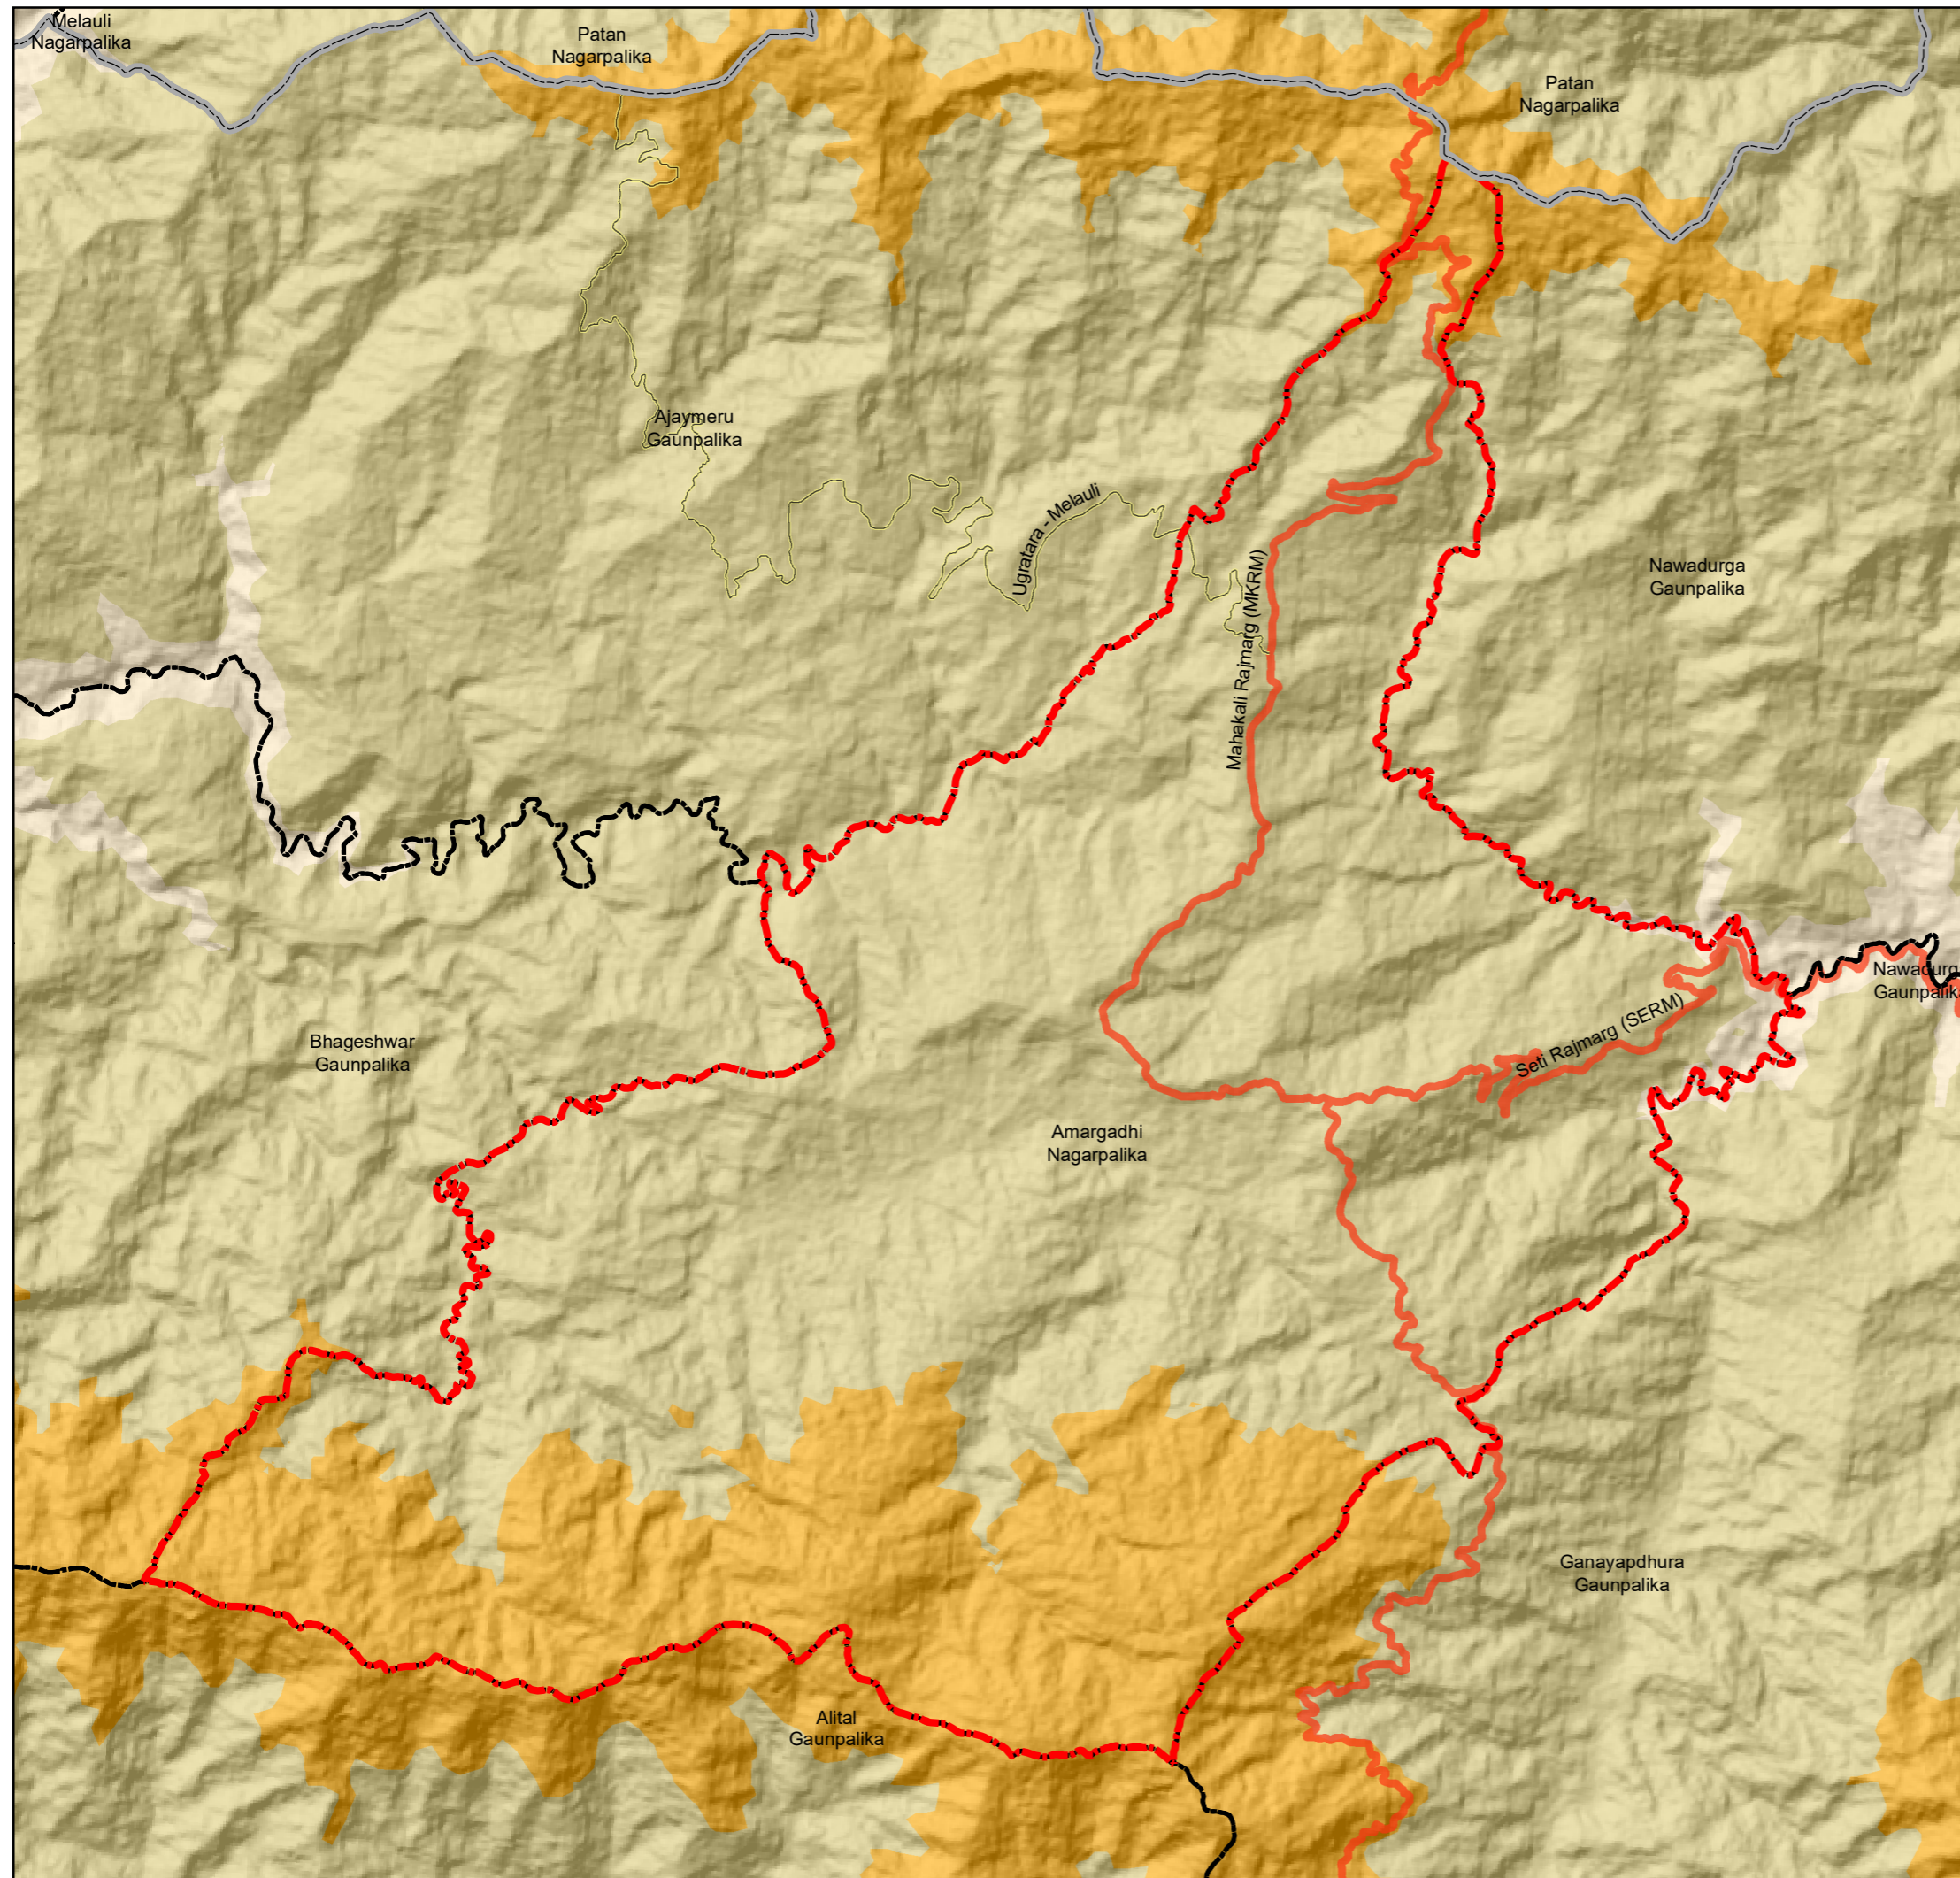 Melauli
Nagarpalika
Patan
Nagarpalika
Patan
Nagarpalika
Ajaymeru
Gaunpalika
Ugratara - Melauli
Mahakali Rajmarg (MKRM)
Nawadurga
Gaunpalika
Nawadurg
Gaunpalik
Seti Rajmarg (SERM)
Bhageshwar
Gaunpalika
Amargadhi
Nagarpalika
Ganayapdhura
Gaunpalika
Alital
Gaunpalika